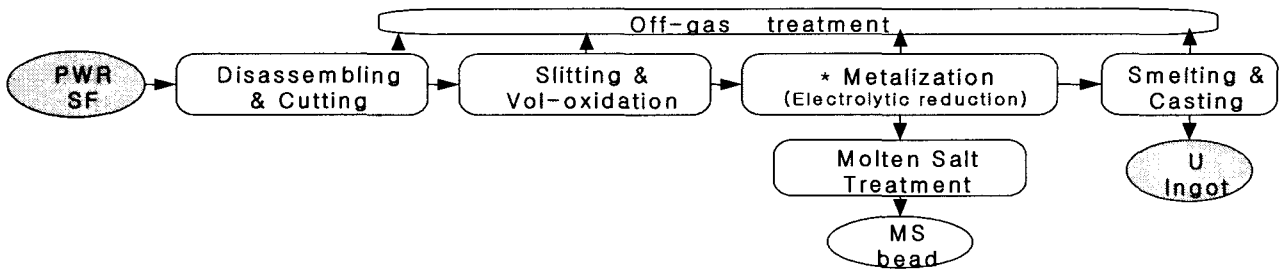 Off-gas treatment
PWR
SF
Disassembling
& Cutting
Slitting &
Vol-oxidation
* Metalization
(Electrolytic reduction)
Smelting &
Casting
Molten Salt
Treatment
U
Ingot
MS
bead